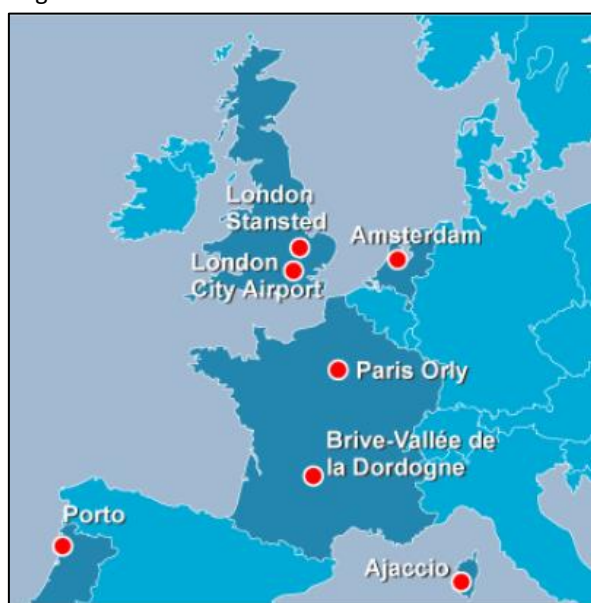 London
Stansted
Amsterdam
London
City Airport
Paris Orly
Brive-Vallée de
la Dordogne
Porto
Ajaccio